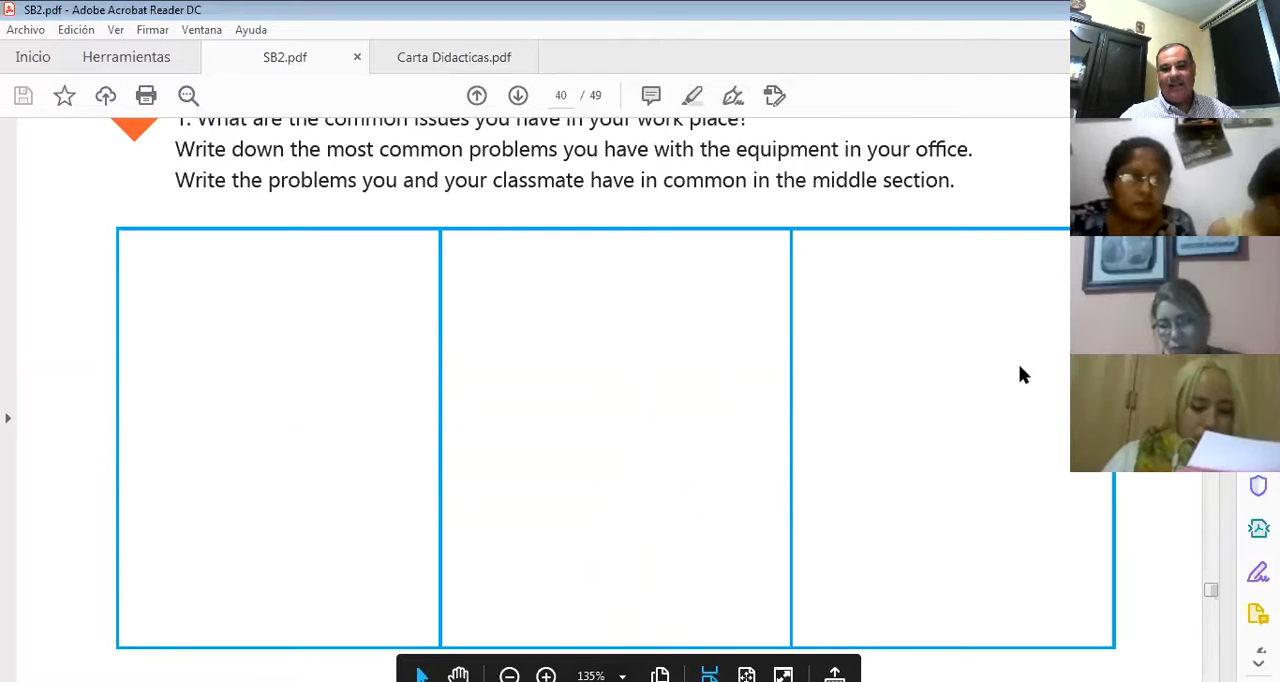 SB2.pdf - Adobe Acrobat Reader DC
Archivo Edición Ver Firmar Ventana Ayuda
Inicio Herramientas SB2.pdf × Carta Didacticas.pdf
40 / 49
1. What are the common issues you have in your work place?
Write down the most common problems you have with the equipment in your office.
Write the problems you and your classmate have in common in the middle section.
135%